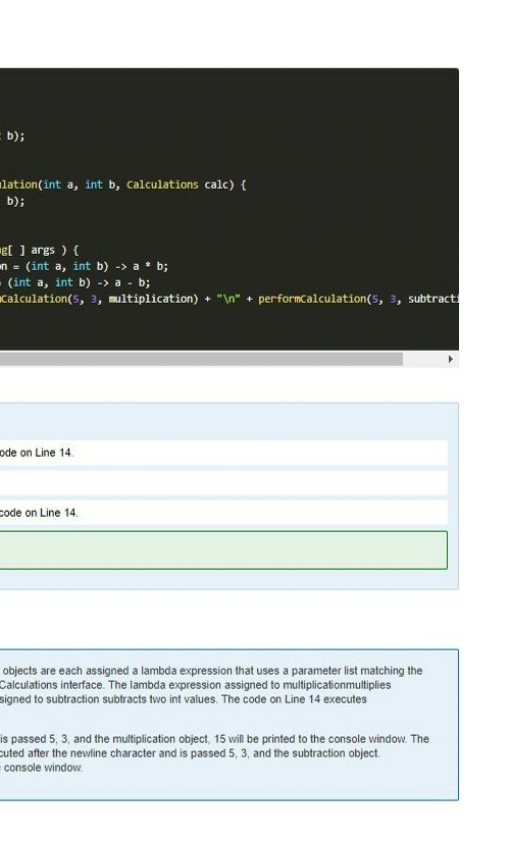 b);
lation(int a, int b, Calculations calc) {
b);
g[ ] args ) {
n = (int a, int b) -> a * b;
(int a, int b) -> a - b;
Calculation(5, 3, multiplication) + "\n" + performCalculation(5, 3, subtracti
ode on Line 14.
code on Line 14.
objects are each assigned a lambda expression that uses a parameter list matching the
Calculations interface. The lambda expression assigned to multiplicationmultiplies
signed to subtraction subtracts two int values. The code on Line 14 executes
is passed 5, 3, and the multiplication object, 15 will be printed to the console window. The
cuted after the newline character and is passed 5, 3, and the subtraction object.
console window.